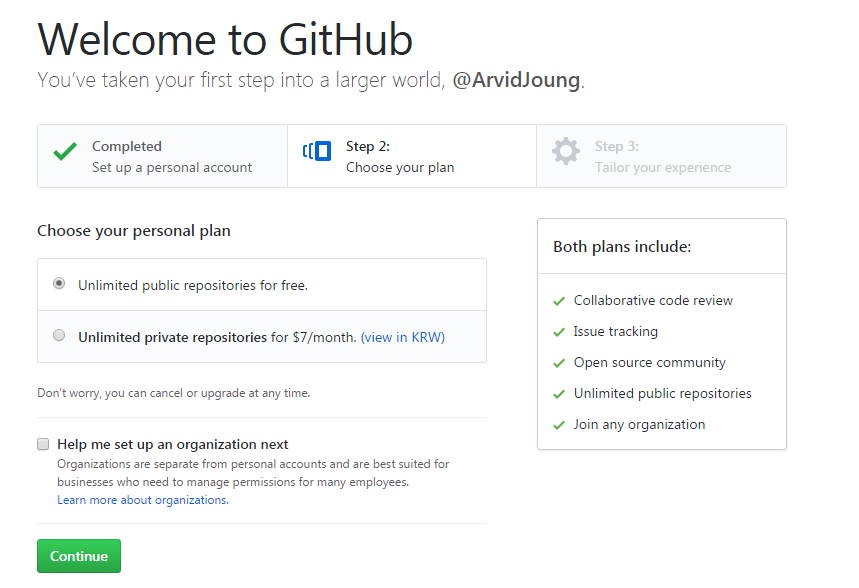 Welcome to GitHub
You’ve taken your first step into a larger world, @ArvidJoung.
Completed
Set up a personal account
Step 2:
Choose your plan
Step 3:
Tailor your experience
Choose your personal plan
Unlimited public repositories for free.
Unlimited private repositories for $7/month. (view in KRW)
Don’t worry, you can cancel or upgrade at any time.
Help me set up an organization next
Organizations are separate from personal accounts and are best suited for
businesses who need to manage permissions for many employees.
Learn more about organizations.
Continue
Both plans include:
Collaborative code review
Issue tracking
Open source community
Unlimited public repositories
Join any organization